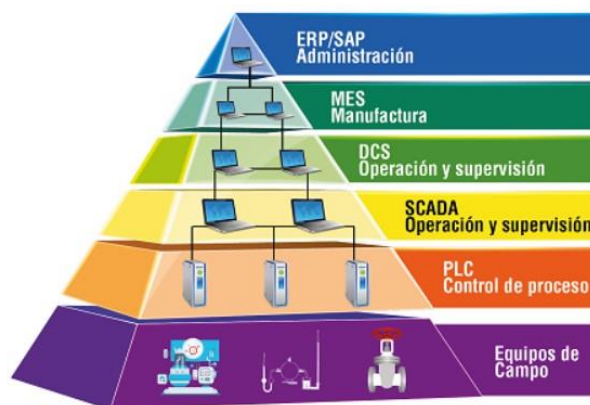 ERP/SAP
Administración
MES
Manufactura
DCS
Operación y supervisión
SCADA
Operación y supervisión
PLC
Control de proceso
Equipos de
Campo